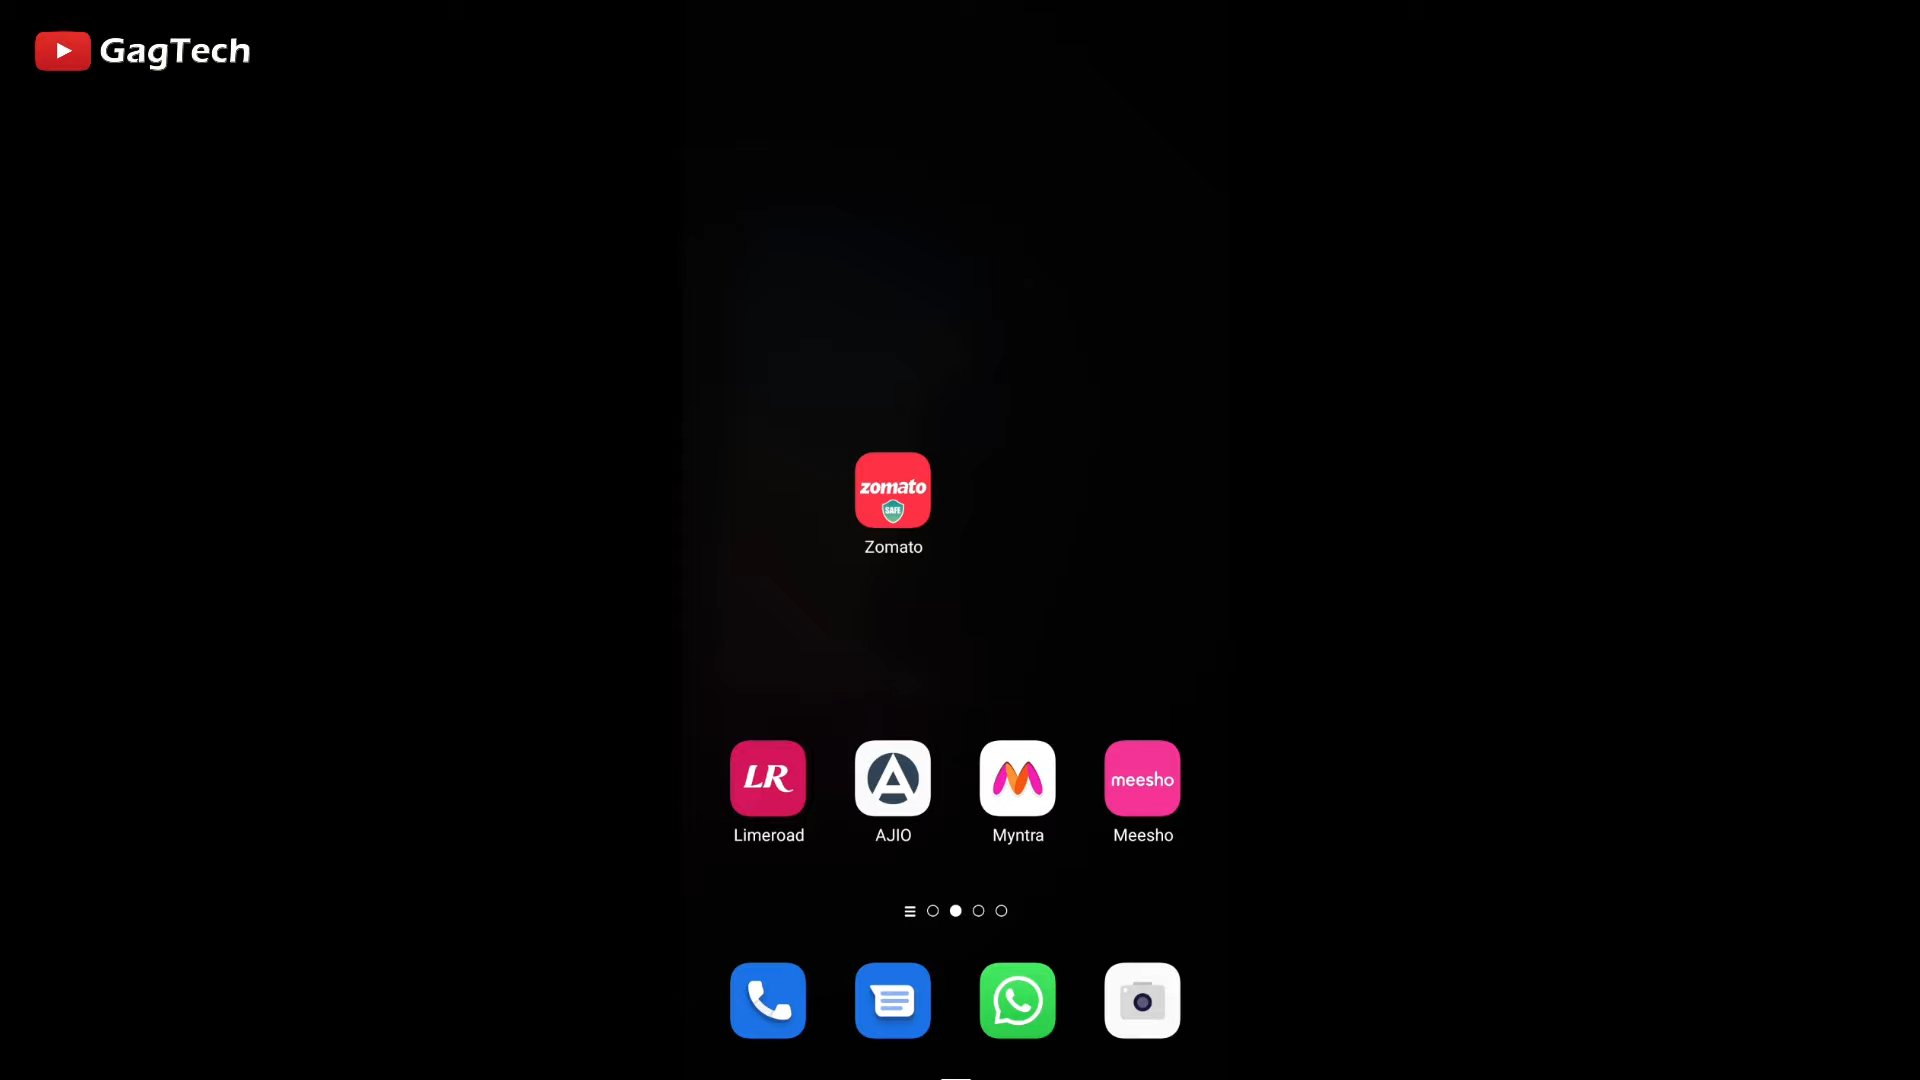 GagTech
zomato
SAFE
Zomato
LR
meesho
Limeroad
AJIO
Myntra
Meesho